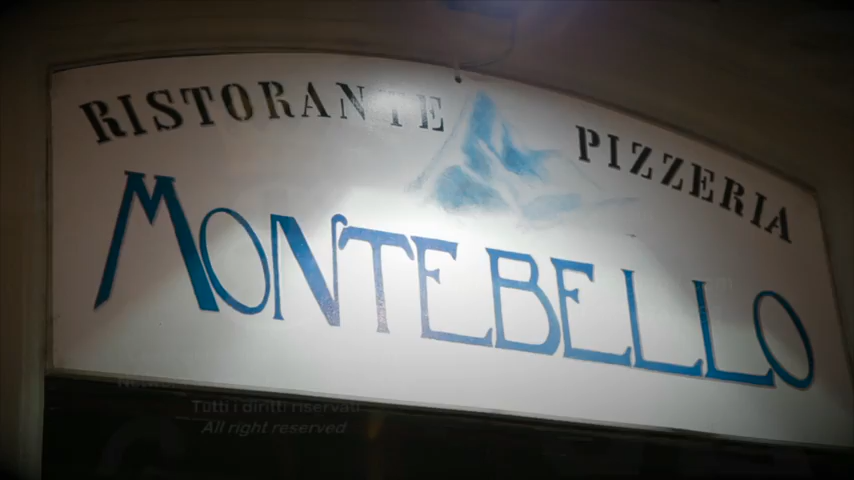 RISTORANTE PIZZERIA
MONTEBELLO
Tutti i diritti riservati
All right reserved